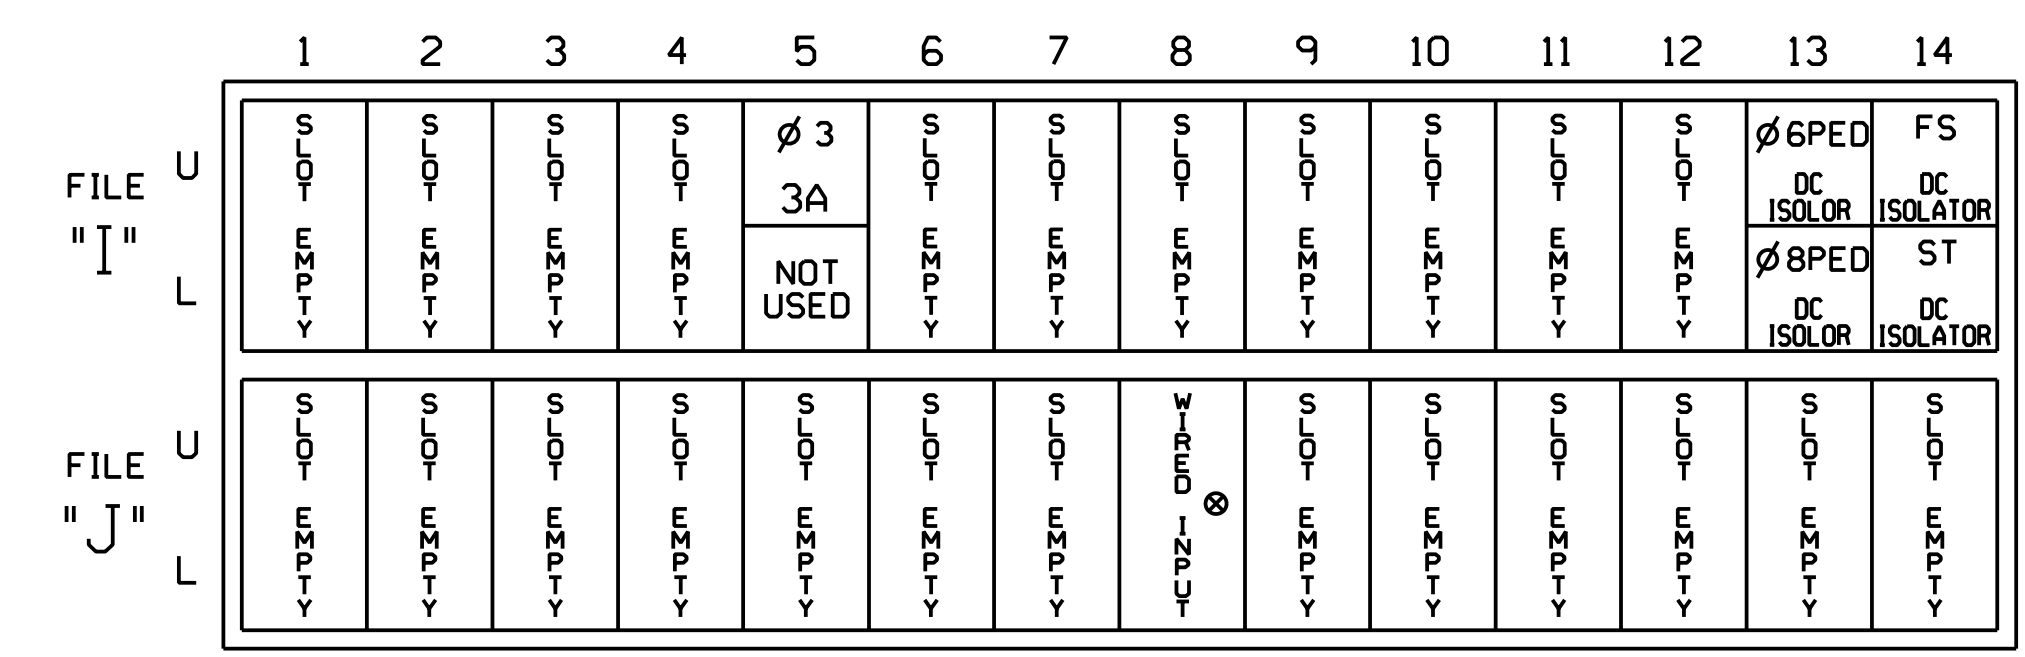 1 2 3 4 5 6 7 8 9 10 11 12 13 14
FILE
"I"
U
L
SLOT EMPTY
SLOT EMPTY
SLOT EMPTY
SLOT EMPTY
Ø 3
3A
NOT
USED
SLOT EMPTY
SLOT EMPTY
SLOT EMPTY
SLOT EMPTY
SLOT EMPTY
SLOT EMPTY
SLOT EMPTY
Ø6PED
DC
ISOLOR
Ø8PED
DC
ISOLOR
FS
DC
ISOLATOR
ST
DC
ISOLATOR
FILE
"J"
U
L
SLOT EMPTY
SLOT EMPTY
SLOT EMPTY
SLOT EMPTY
SLOT EMPTY
SLOT EMPTY
SLOT EMPTY
WIRED INPUT
⊗
SLOT EMPTY
SLOT EMPTY
SLOT EMPTY
SLOT EMPTY
SLOT EMPTY
SLOT EMPTY